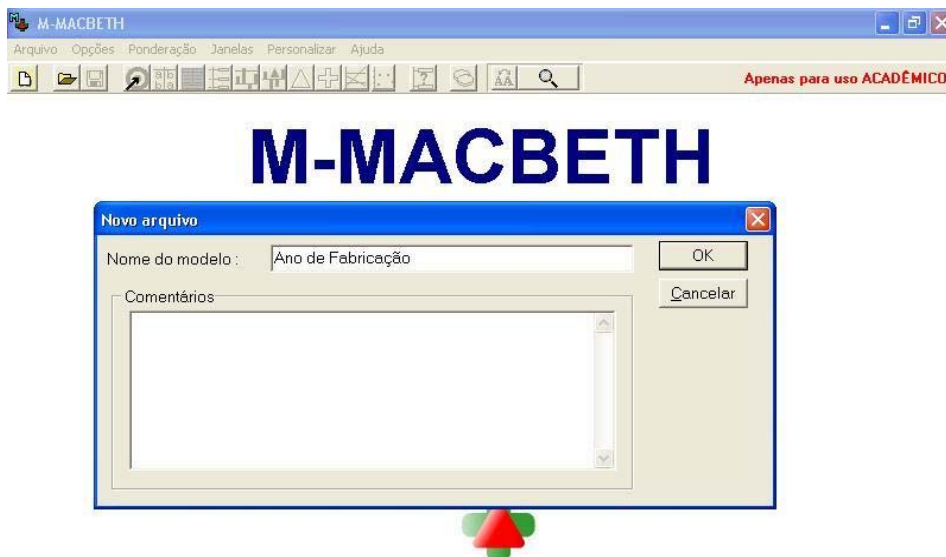 M-MACBETH
Arquivo Opções Ponderação Janelas Personalizar Ajuda
Apenas para uso ACADÊMICO
M-MACBETH
Novo arquivo
Nome do modelo : Ano de Fabricação OK
Comentários Cancelar